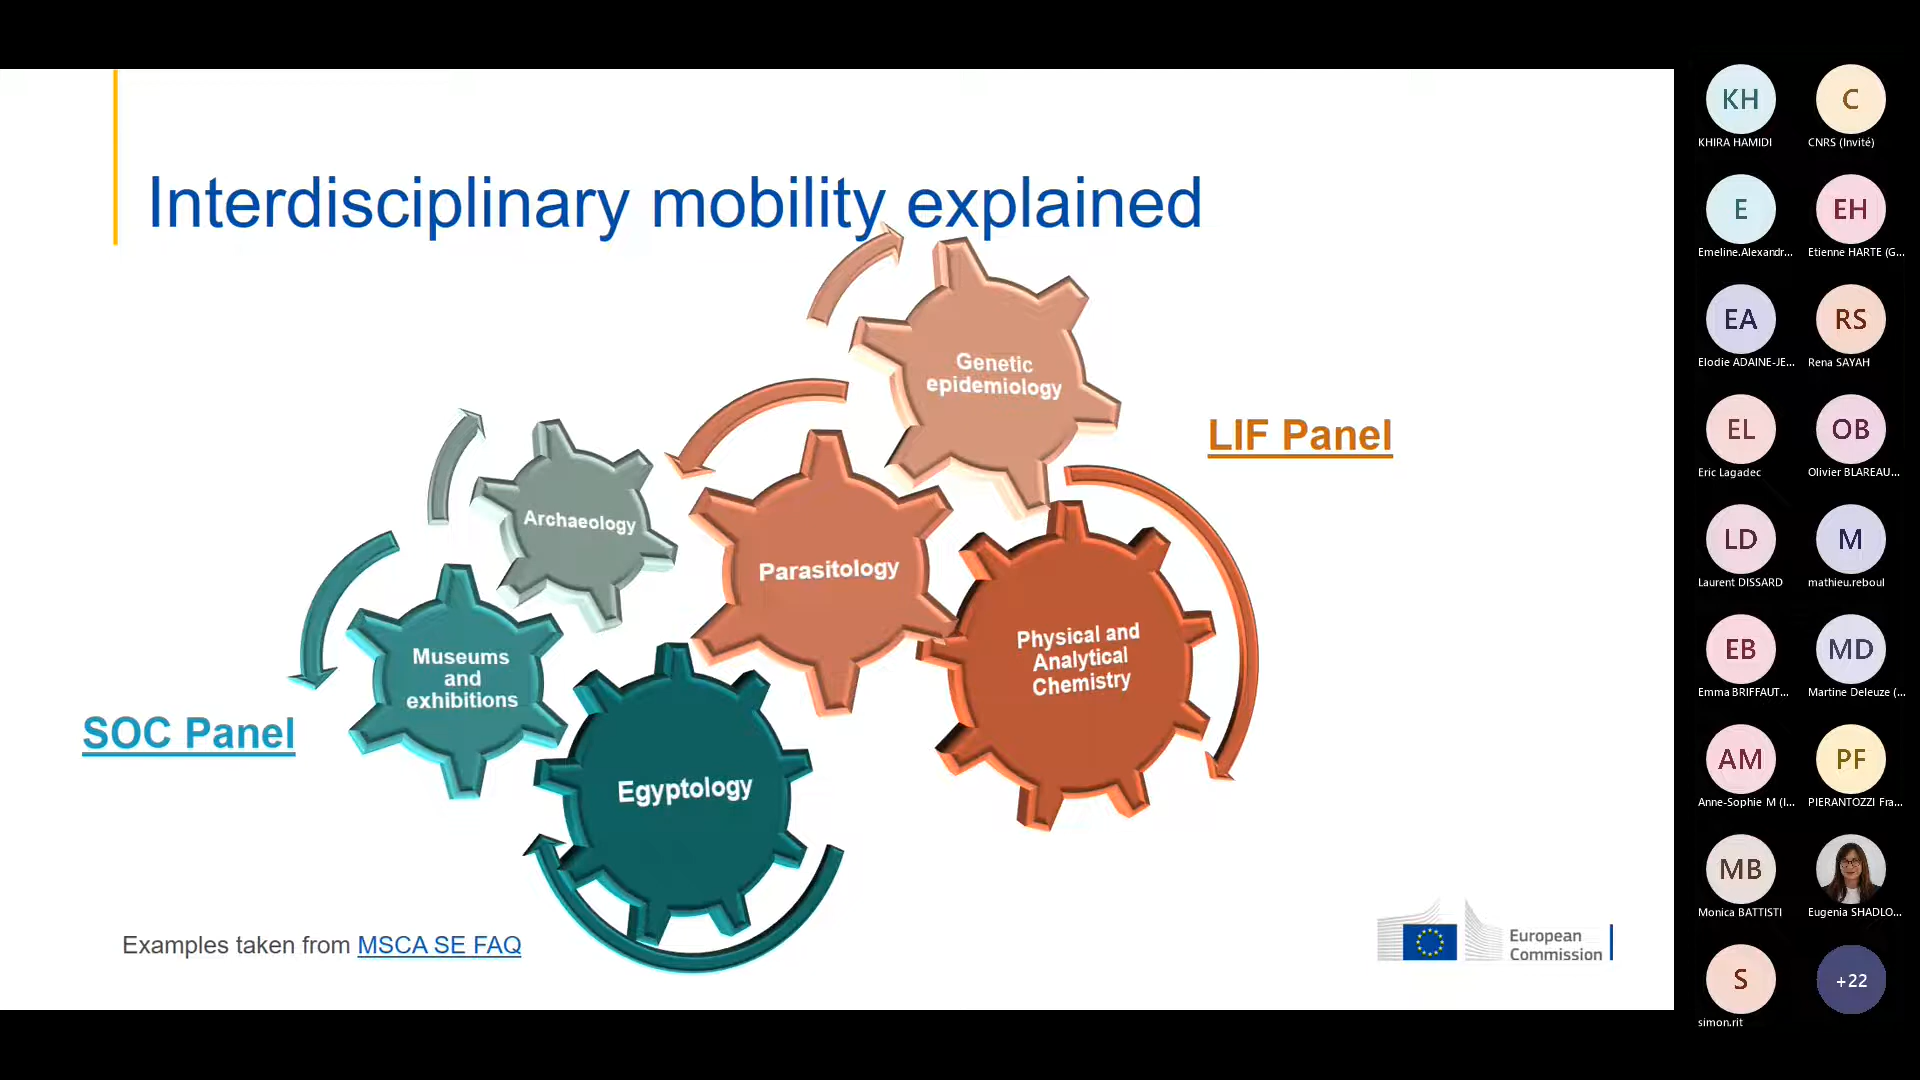 Interdisciplinary mobility explained
Genetic
epidemiology
LIF Panel
Archaeology
Parasitology
Physical and
Analytical
Chemistry
Museums
and
exhibitions
SOC Panel
Egyptology
Examples taken from MSCA SE FAQ
European
Commission
KH
KHIRA HAMIDI
C
CNRS (Invité)
E
Emeline.Alexandr...
EH
Etienne HARTE (G...
EA
Elodie ADAINE-JE...
RS
Rena SAYAH
EL
Eric Lagadec
OB
Olivier BLAREAU...
LD
Laurent DISSARD
M
mathieu.reboul
EB
Emma BRIFFAUT...
MD
Martine Deleuze (...
AM
Anne-Sophie M (I...
PF
PIERANTOZZI Fra...
MB
Monica BATTISTI
Eugenia SHADLO...
S
simon.rit
+22